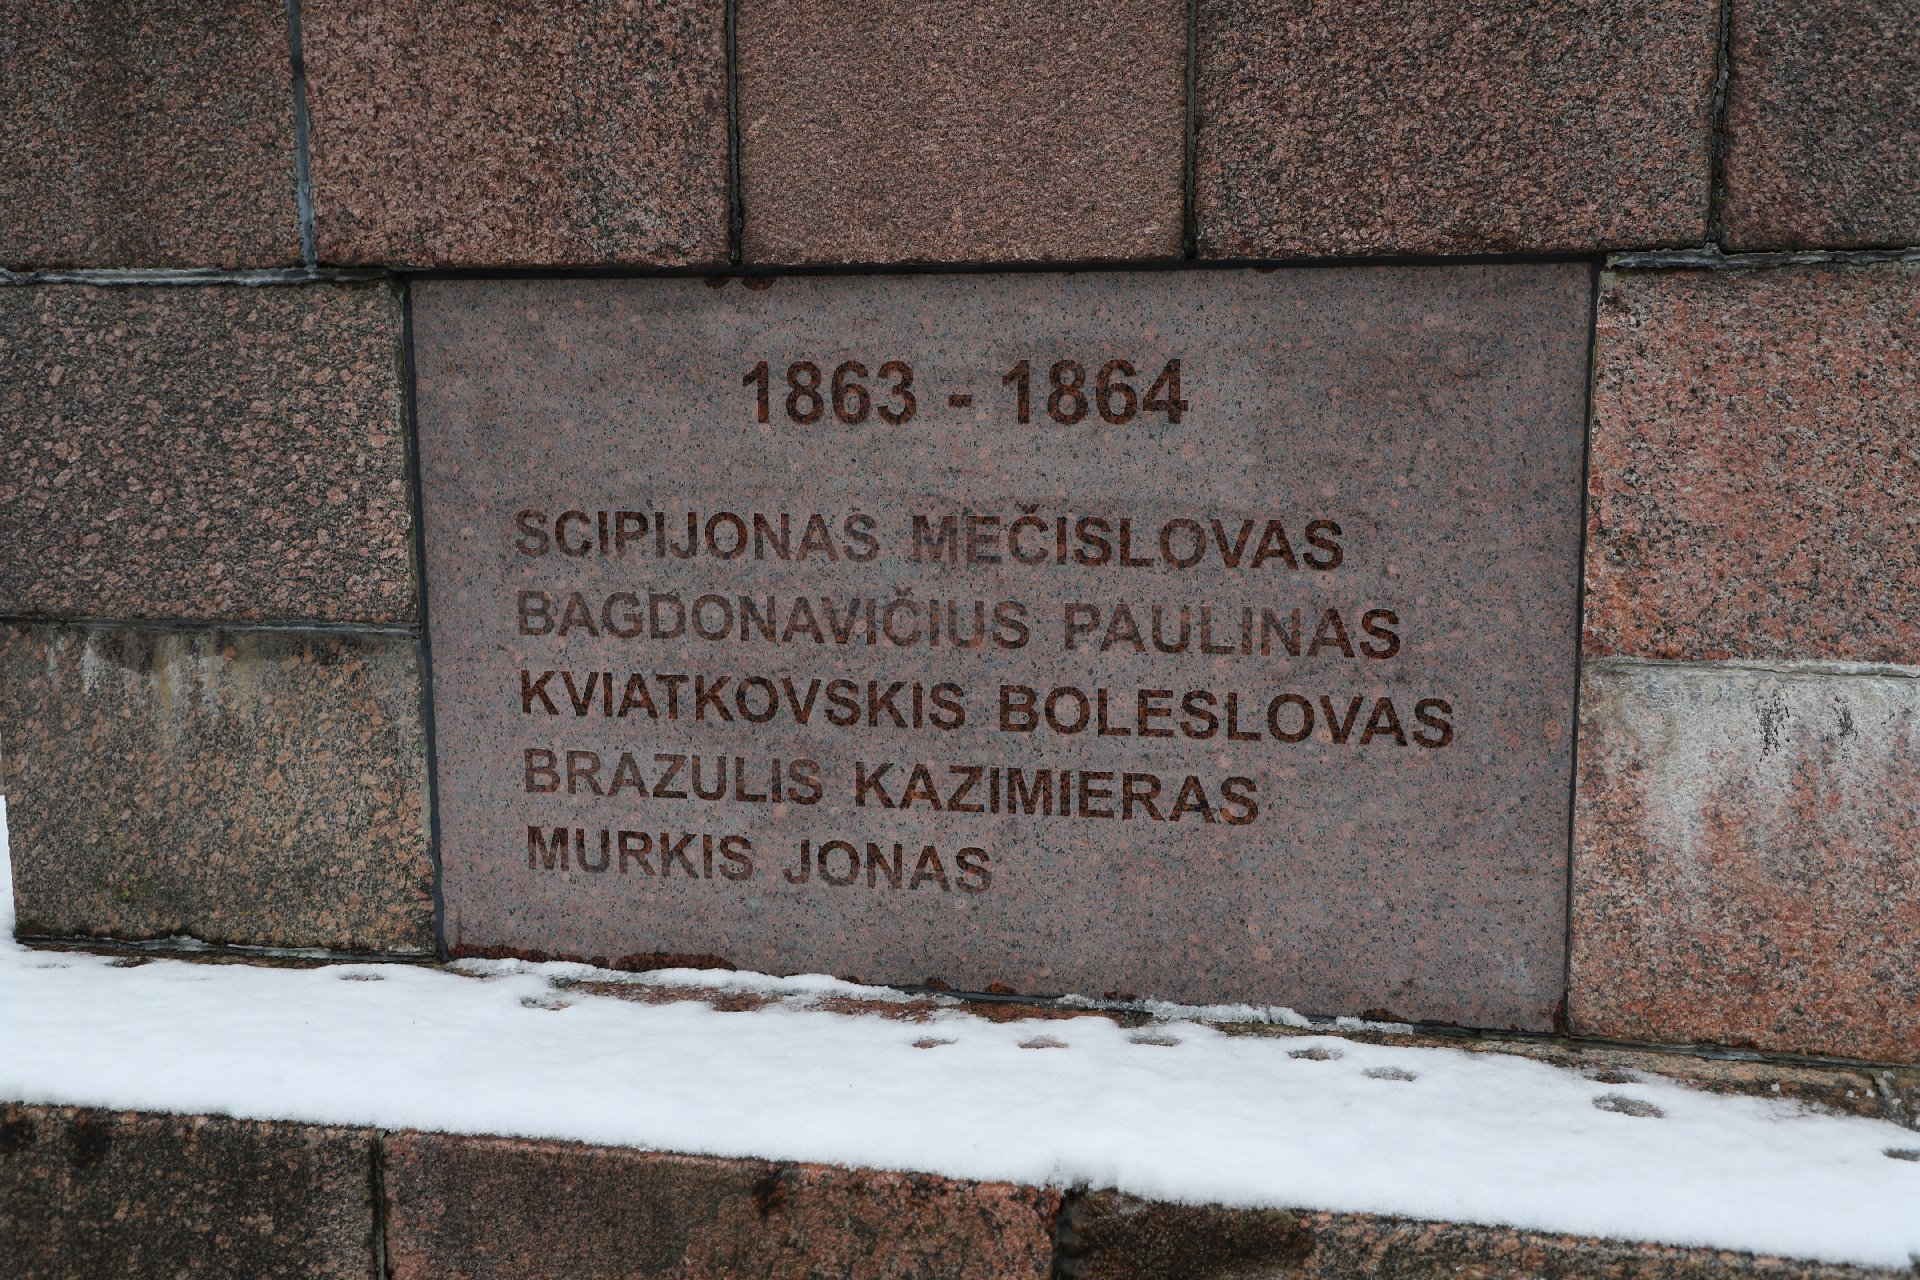 1863 - 1864
SCIPIJONAS MEČISLOVAS
BAGDONAVIČIUS PAULINAS
KVIATKOVSKIS BOLESLOVAS
BRAZULIS KAZIMIERAS
MURKIS JONAS